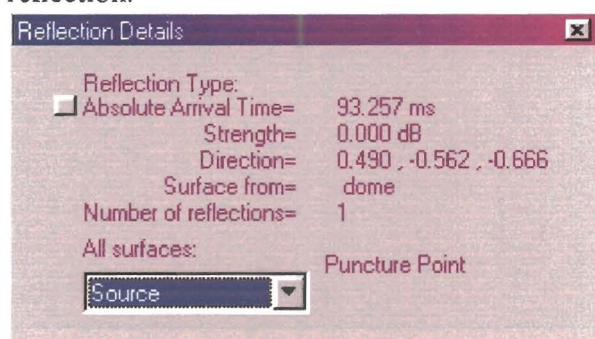 Reflection Details
Reflection Type:
Absolute Arrival Time= 93.257 ms
Strength= 0.000 dB
Direction= 0.490 , -0.562 , -0.666
Surface from= dome
Number of reflections= 1
All surfaces:
Puncture Point
Source